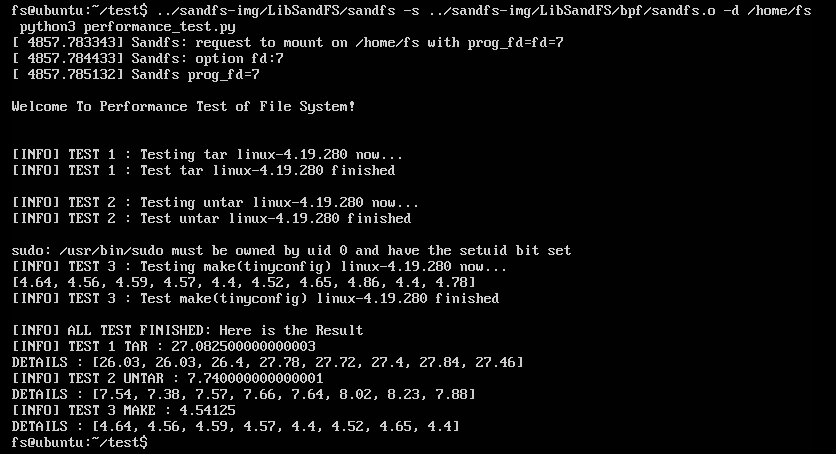 fs@ubuntu:~/test$ ../sandfs-img/LibSandFS/sandfs -s ../sandfs-img/LibSandFS/bpf/sandfs.o -d /home/fs
python3 performance_test.py
[ 4857.783343] Sandfs: request to mount on /home/fs with prog_fd=fd=7
[ 4857.784433] Sandfs: option fd:7
[ 4857.785132] Sandfs prog_fd=7
Welcome To Performance Test of File System!
[INFO] TEST 1 : Testing tar linux-4.19.280 now...
[INFO] TEST 1 : Test tar linux-4.19.280 finished
[INFO] TEST 2 : Testing untar linux-4.19.280 now...
[INFO] TEST 2 : Test untar linux-4.19.280 finished
sudo: /usr/bin/sudo must be owned by uid 0 and have the setuid bit set
[INFO] TEST 3 : Testing make(tinyconfig) linux-4.19.280 now...
[4.64, 4.56, 4.59, 4.57, 4.4, 4.52, 4.65, 4.86, 4.4, 4.78]
[INFO] TEST 3 : Test make(tinyconfig) linux-4.19.280 finished
[INFO] ALL TEST FINISHED: Here is the Result
[INFO] TEST 1 TAR : 27.082500000000003
DETAILS : [26.03, 26.03, 26.4, 27.78, 27.72, 27.4, 27.84, 27.46]
[INFO] TEST 2 UNTAR : 7.740000000000001
DETAILS : [7.54, 7.38, 7.57, 7.66, 7.64, 8.02, 8.23, 7.88]
[INFO] TEST 3 MAKE : 4.54125
DETAILS : [4.64, 4.56, 4.59, 4.57, 4.4, 4.52, 4.65, 4.4]
fs@ubuntu:~/test$